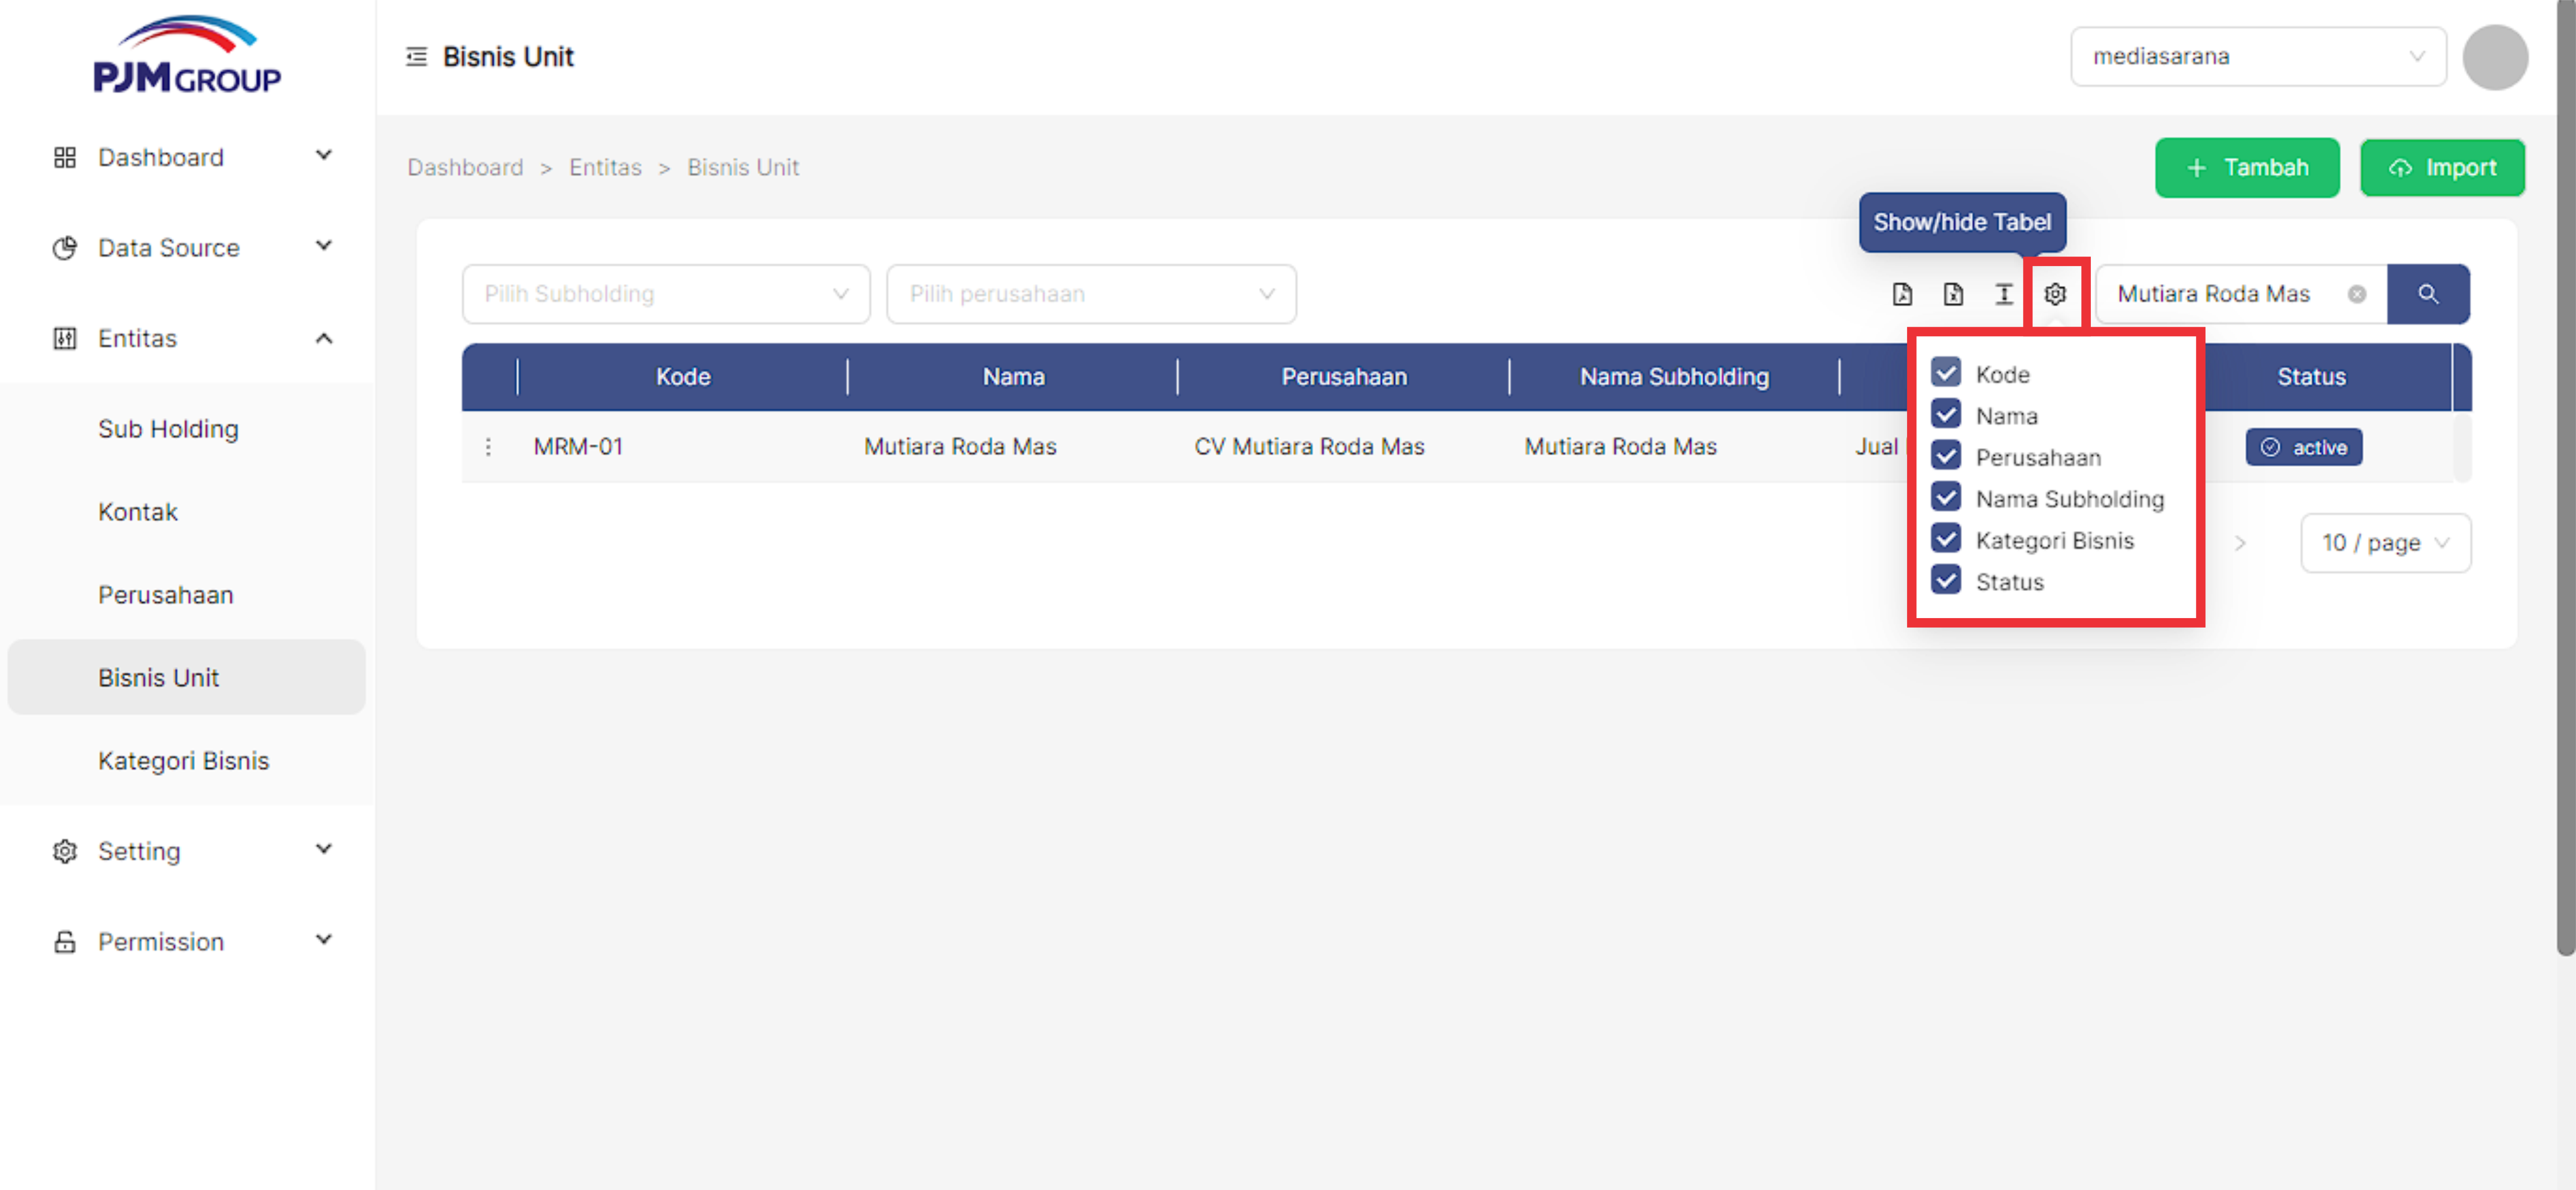 PJM GROUP
Bisnis Unit
mediasarana
Dashboard
Data Source
Entitas
Sub Holding
Kontak
Perusahaan
Bisnis Unit
Kategori Bisnis
Setting
Permission
Dashboard > Entitas > Bisnis Unit
+ Tambah
Import
Show/hide Tabel
Pilih Subholding
Pilih perusahaan
Mutiara Roda Mas
Kode Nama Perusahaan Nama Subholding Status
MRM-01 Mutiara Roda Mas CV Mutiara Roda Mas Mutiara Roda Mas Jual active
Kode
Nama
Perusahaan
Nama Subholding
Kategori Bisnis
Status
> 10 / page